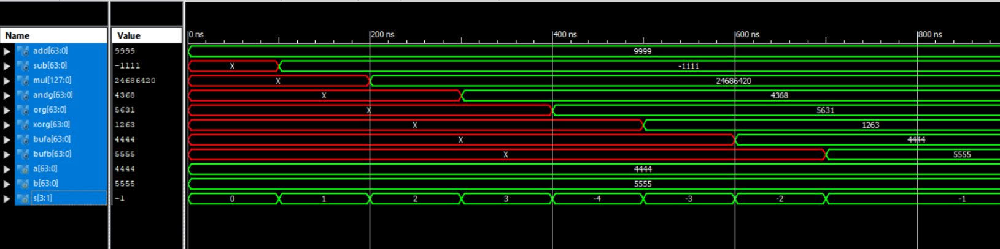 Name Value 0 ns 200 ns 400 ns 600 ns 800 ns
add[63:0] 9999 9999
sub[63:0] -1111 X -1111
mul[127:0] 24686420 X 24686420
andg[63:0] 4368 X 4368
org[63:0] 5631 X 5631
xorg[63:0] 1263 X 1263
bufa[63:0] 4444 X 4444
bufb[63:0] 5555 X 5555
a[63:0] 4444 4444
b[63:0] 5555 5555
s[3:1] -1 0 1 2 3 -4 -3 -2 -1